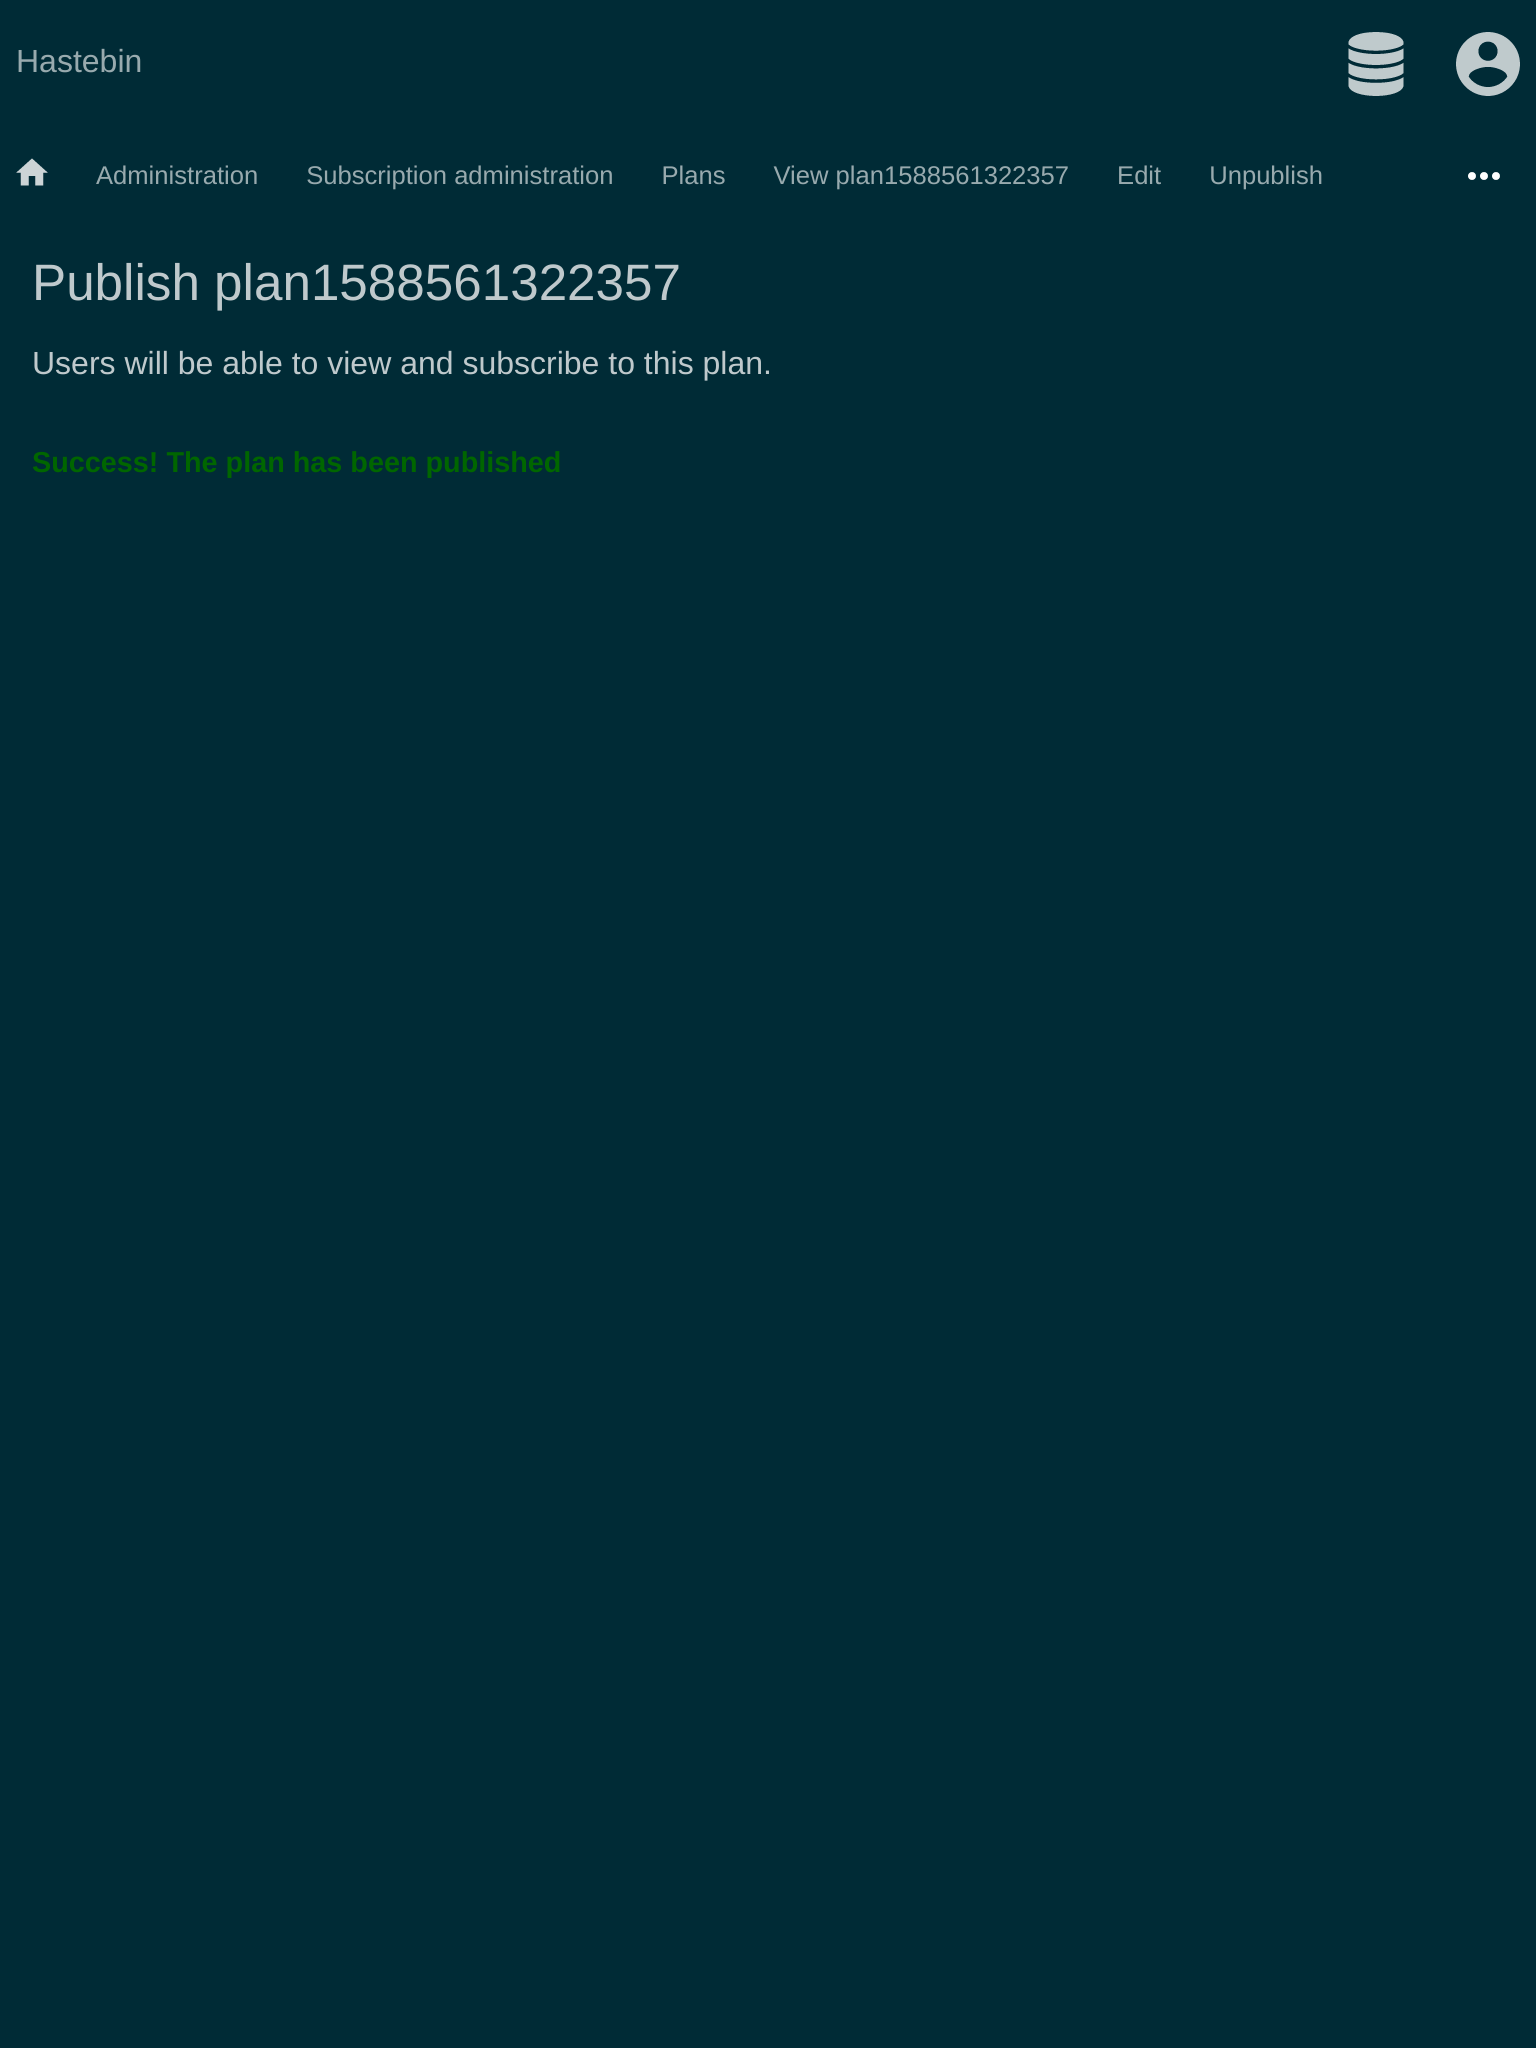 Hastebin
Administration Subscription administration Plans View plan1588561322357 Edit Unpublish
Publish plan1588561322357
Users will be able to view and subscribe to this plan.
Success! The plan has been published